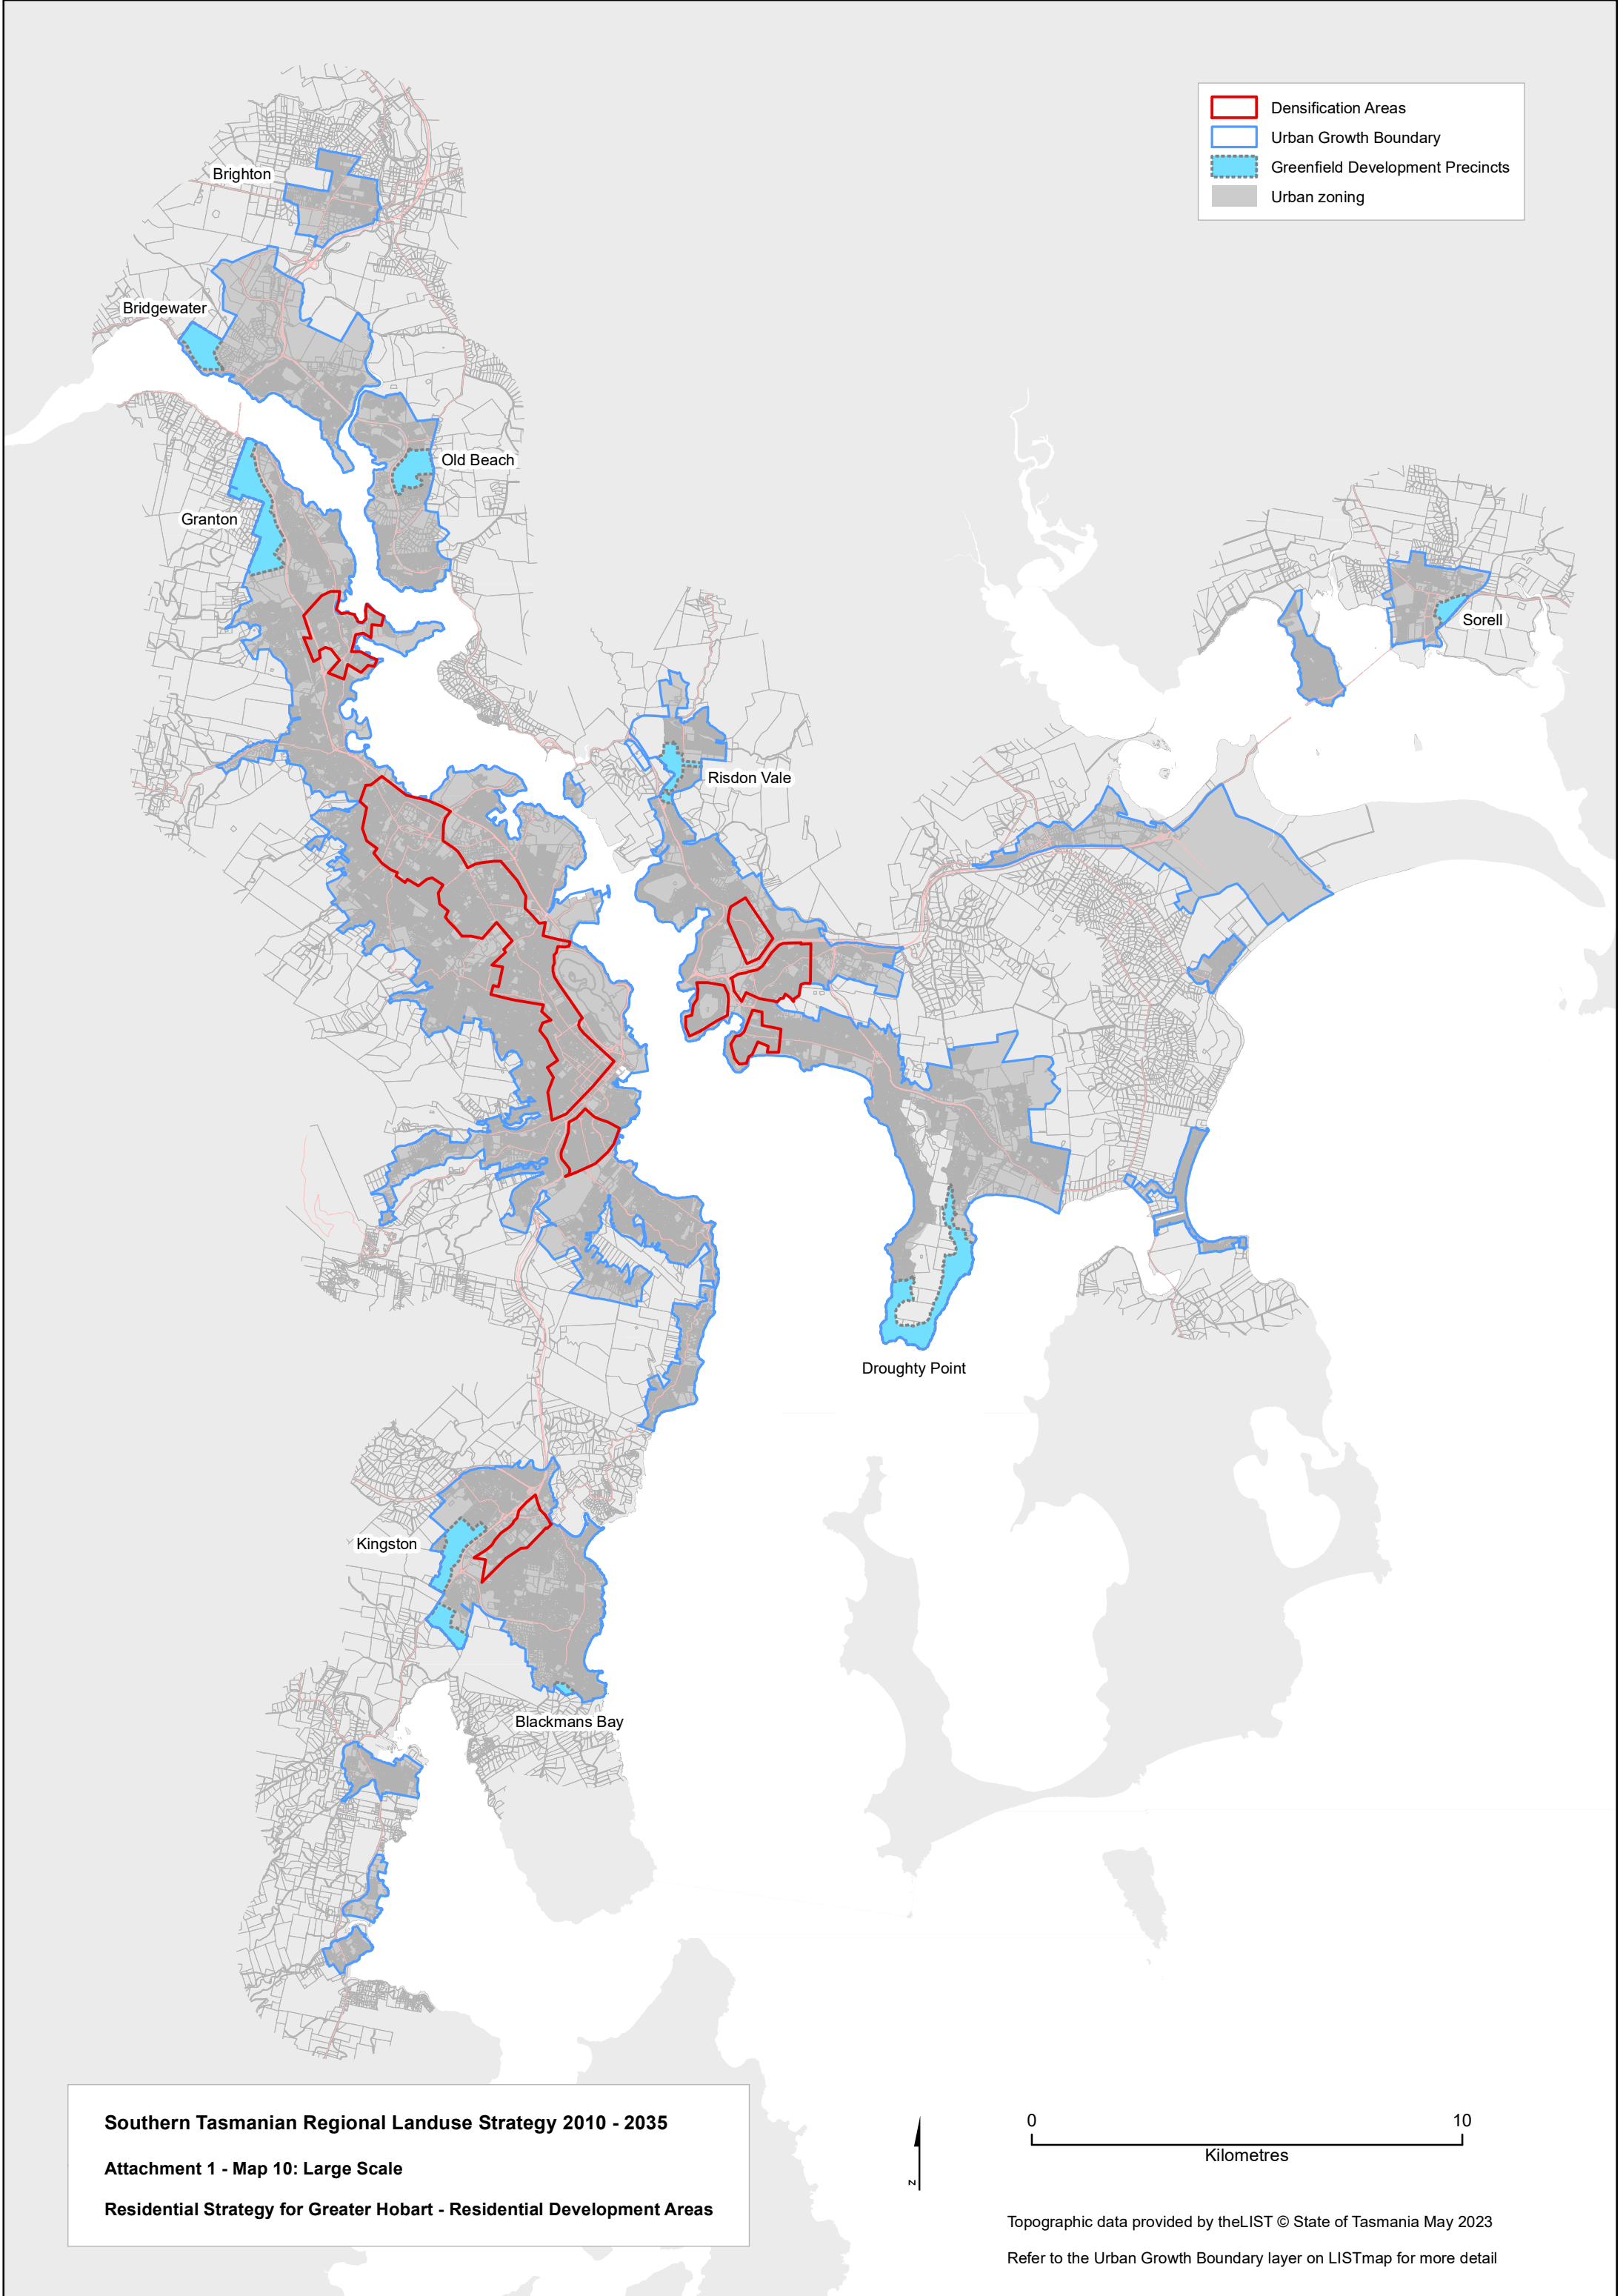 Densification Areas
Urban Growth Boundary
Greenfield Development Precincts
Urban zoning
Brighton
Bridgewater
Old Beach
Granton
Sorell
Risdon Vale
Droughty Point
Kingston
Blackmans Bay
Southern Tasmanian Regional Landuse Strategy 2010 - 2035
Attachment 1 - Map 10: Large Scale
Residential Strategy for Greater Hobart - Residential Development Areas
N
0 10
Kilometres
Topographic data provided by theLIST © State of Tasmania May 2023
Refer to the Urban Growth Boundary layer on LISTmap for more detail